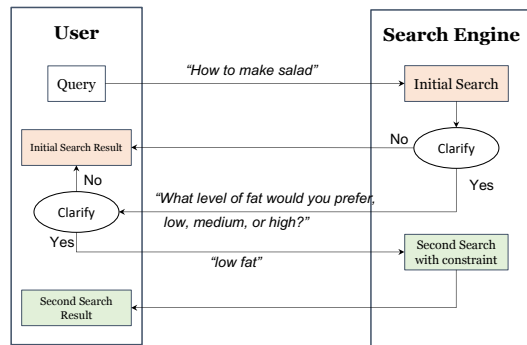 User
Search Engine
Query
“How to make salad”
Initial Search
No
Initial Search Result
Clarify
No
Yes
“What level of fat would you prefer,
low, medium, or high?”
Clarify
Yes
“low fat”
Second Search
with constraint
Second Search
Result